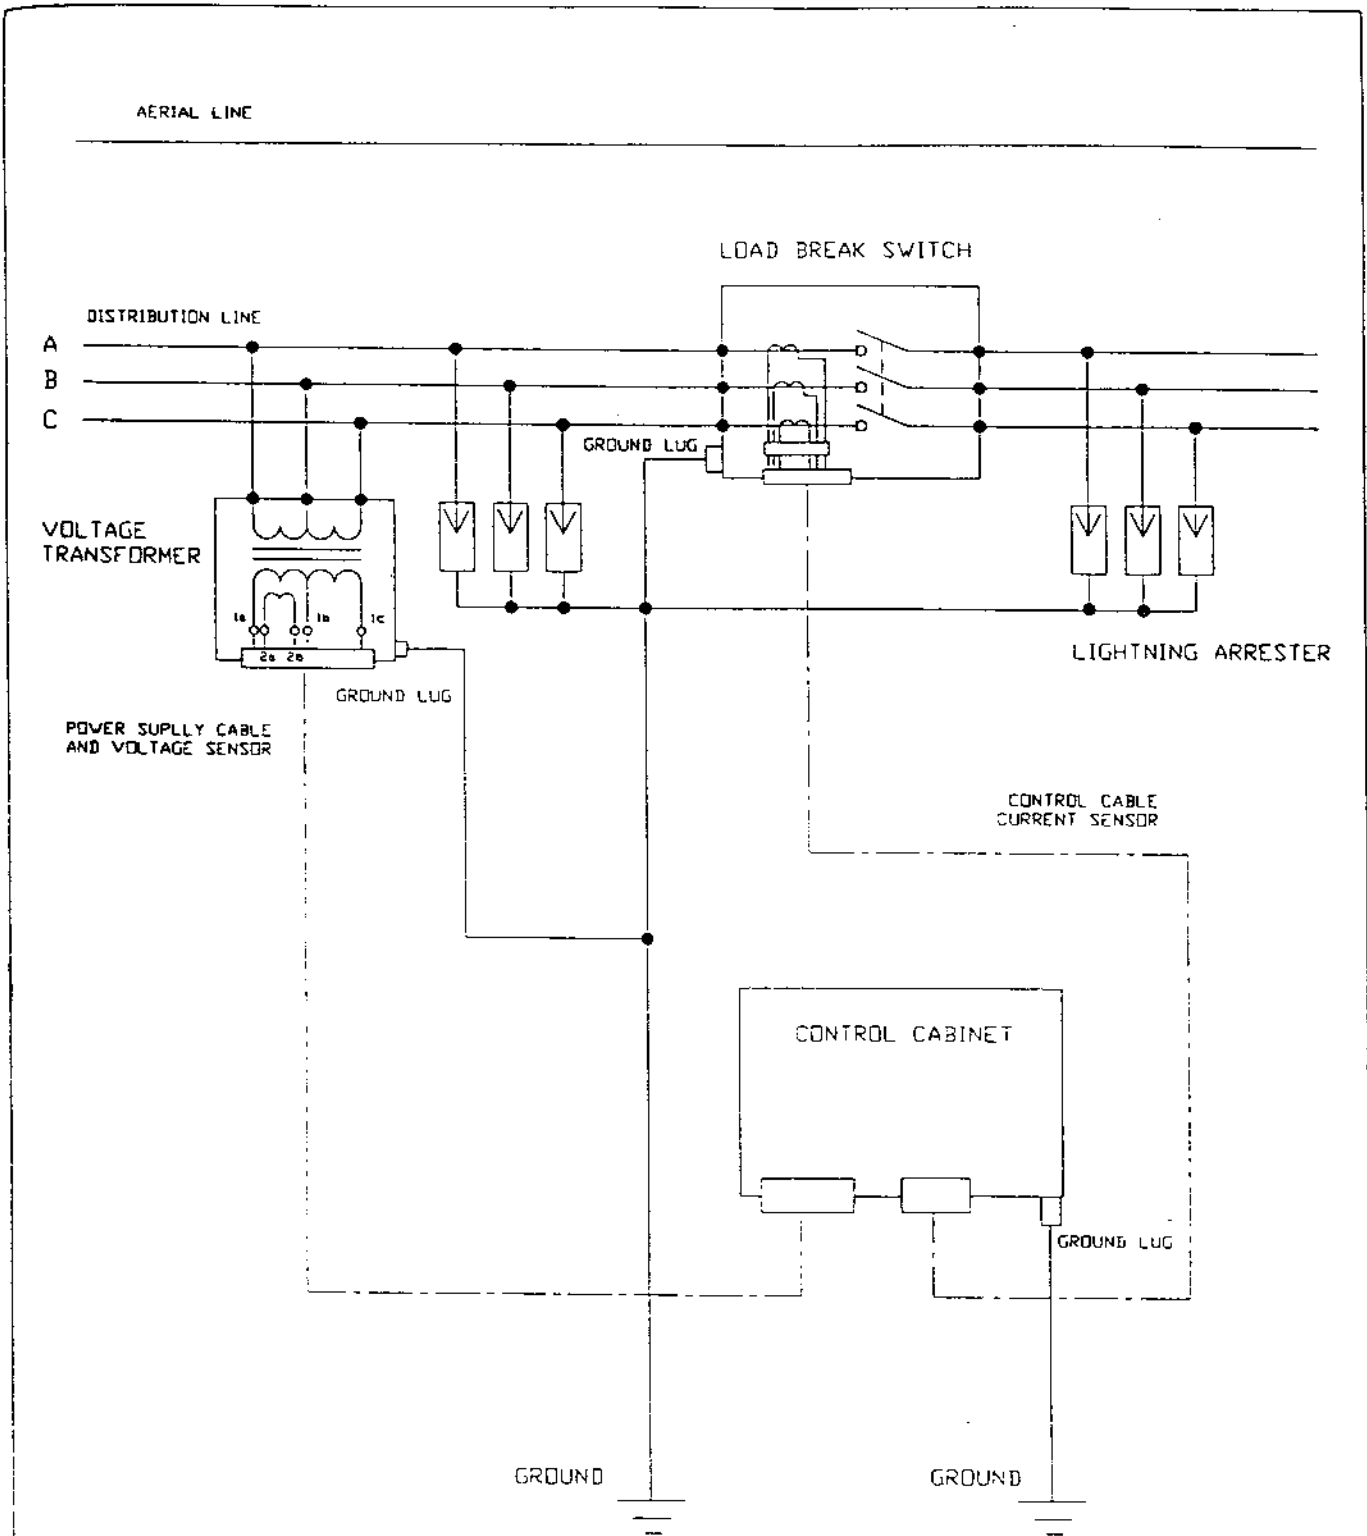 AERIAL LINE
LOAD BREAK SWITCH
DISTRIBUTION LINE
A
B
C
GROUND LUG
VOLTAGE
TRANSFORMER
1a
1b
1c
2a 2b
LIGHTNING ARRESTER
GROUND LUG
POWER SUPLLY CABLE
AND VOLTAGE SENSOR
CONTROL CABLE
CURRENT SENSOR
CONTROL CABINET
GROUND LUG
GROUND
GROUND